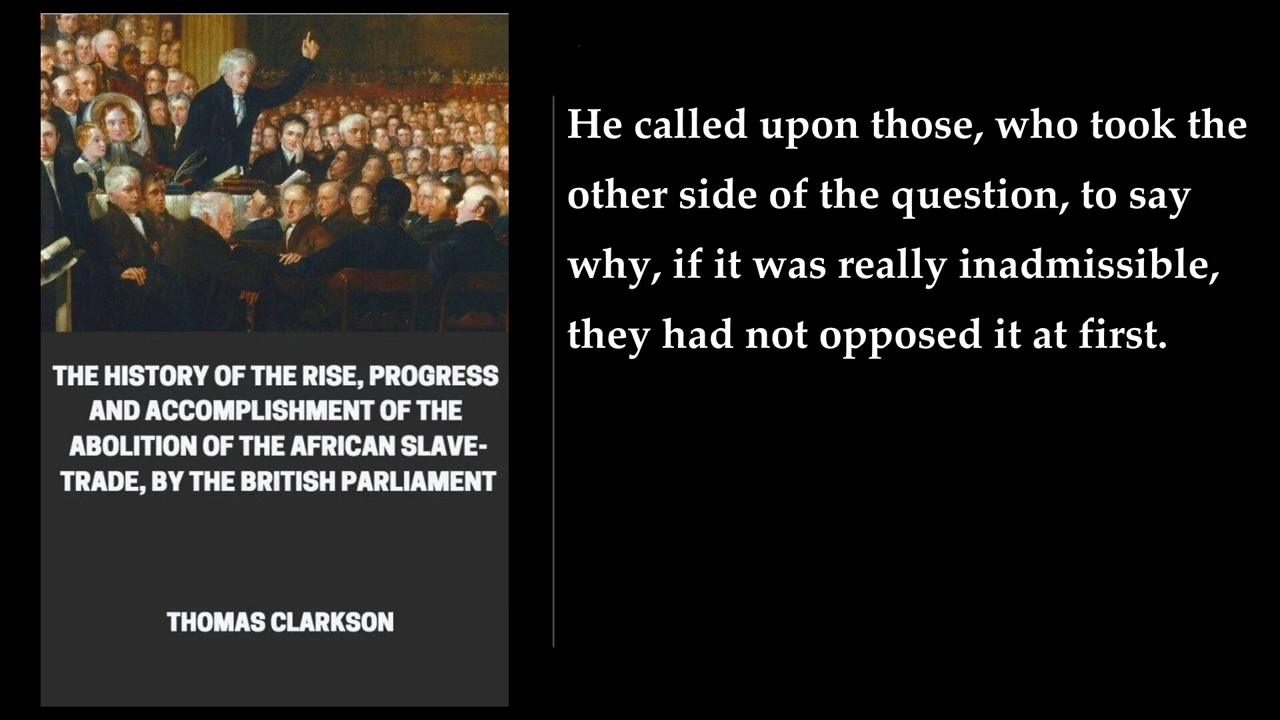 THE HISTORY OF THE RISE, PROGRESS
AND ACCOMPLISHMENT OF THE
ABOLITION OF THE AFRICAN SLAVE-
TRADE, BY THE BRITISH PARLIAMENT
THOMAS CLARKSON
He called upon those, who took the
other side of the question, to say
why, if it was really inadmissible,
they had not opposed it at first.